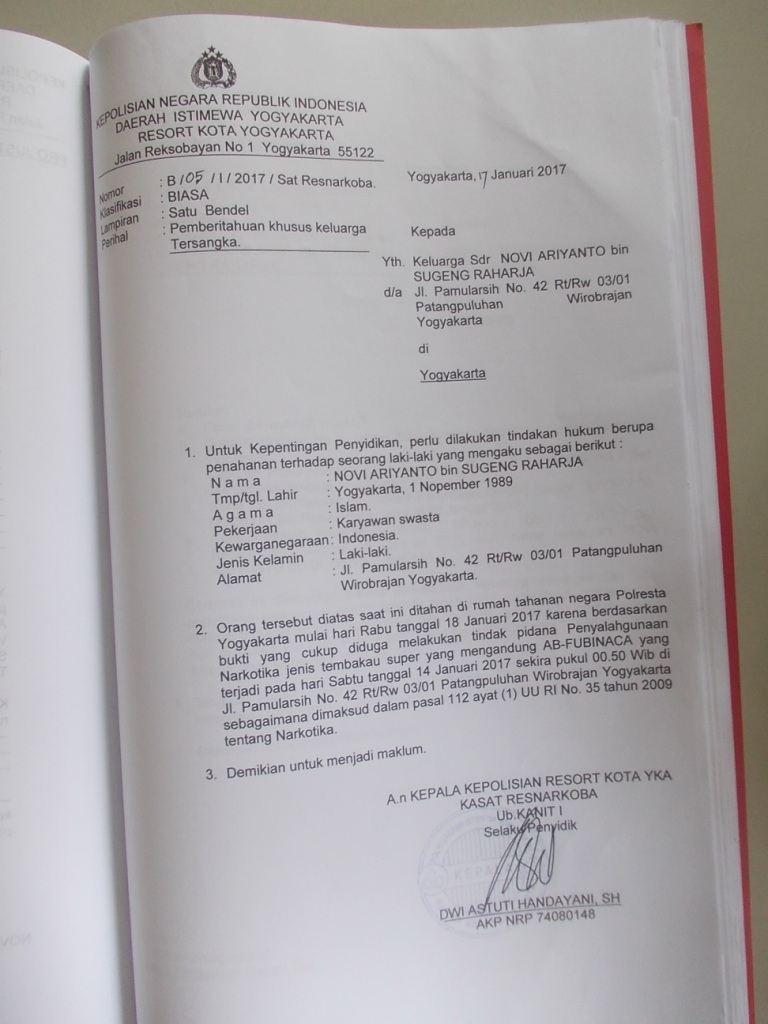 KEPOLISIAN NEGARA REPUBLIK INDONESIA
DAERAH ISTIMEWA YOGYAKARTA
RESORT KOTA YOGYAKARTA
Jalan Reksobayan No 1 Yogyakarta 55122
Yogyakarta, 17 Januari 2017
Nomor : B / 05 / I / 2017 / Sat Resnarkoba.
Klasifikasi : BIASA
Lampiran : Satu Bendel
Perihal : Pemberitahuan khusus keluarga
Tersangka.
Kepada
Yth. Keluarga Sdr NOVI ARIYANTO bin
SUGENG RAHARJA
d/a Jl. Pamularsih No. 42 Rt/Rw 03/01
Patangpuluhan Wirobrajan
Yogyakarta
di
Yogyakarta
1. Untuk Kepentingan Penyidikan, perlu dilakukan tindakan hukum berupa
penahanan terhadap seorang laki-laki yang mengaku sebagai berikut :
N a m a : NOVI ARIYANTO bin SUGENG RAHARJA
Tmp/tgl. Lahir : Yogyakarta, 1 Nopember 1989
A g a m a : Islam.
Pekerjaan : Karyawan swasta
Kewarganegaraan : Indonesia.
Jenis Kelamin : Laki-laki.
Alamat : Jl. Pamularsih No. 42 Rt/Rw 03/01 Patangpuluhan
Wirobrajan Yogyakarta.
2. Orang tersebut diatas saat ini ditahan di rumah tahanan negara Polresta
Yogyakarta mulai hari Rabu tanggal 18 Januari 2017 karena berdasarkan
bukti yang cukup diduga melakukan tindak pidana Penyalahgunaan
Narkotika jenis tembakau super yang mengandung AB-FUBINACA yang
terjadi pada hari Sabtu tanggal 14 Januari 2017 sekira pukul 00.50 Wib di
Jl. Pamularsih No. 42 Rt/Rw 03/01 Patangpuluhan Wirobrajan Yogyakarta
sebagaimana dimaksud dalam pasal 112 ayat (1) UU RI No. 35 tahun 2009
tentang Narkotika.
3. Demikian untuk menjadi maklum.
A.n KEPALA KEPOLISIAN RESORT KOTA YKA
KASAT RESNARKOBA
Ub.KANIT I
Selaku Penyidik
DWI ASTUTI HANDAYANI, SH
AKP NRP 74080148